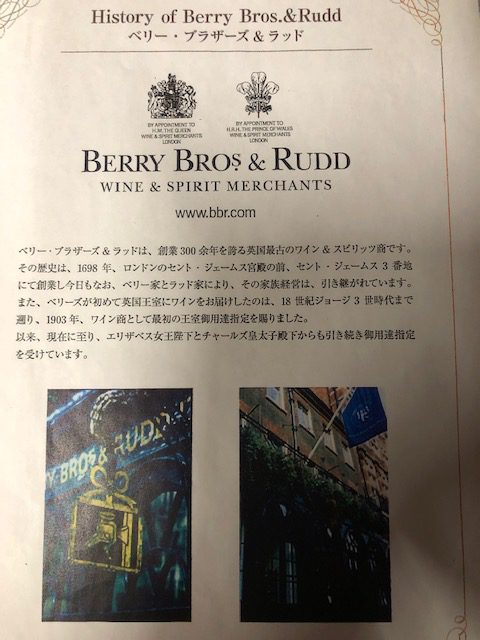 History of Berry Bros.&Rudd
ベリー・ブラザーズ＆ラッド
BY APPOINTMENT TO
H.M. THE QUEEN
WINE & SPIRIT MERCHANTS
LONDON
BY APPOINTMENT TO
H.R.H. THE PRINCE OF WALES
WINE & SPIRIT MERCHANTS
LONDON
BERRY BROS. & RUDD
WINE & SPIRIT MERCHANTS
www.bbr.com
ベリー・ブラザーズ＆ラッドは、創業 300 余年を誇る英国最古のワイン＆スピリッツ商です。
その歴史は、1698 年、ロンドンのセント・ジェームス宮殿の前、セント・ジェームス 3 番地
にて創業し今日もなお、ベリー家とラッド家により、その家族経営は、引き継がれています。
また、ベリーズが初めて英国王室にワインをお届けしたのは、18 世紀ジョージ 3 世時代まで
遡り、1903 年、ワイン商として最初の王室御用達指定を賜りました。
以来、現在に至り、エリザベス女王陛下とチャールズ皇太子殿下からも引き続き御用達指定
を受けています。
Y BROS & RUDD